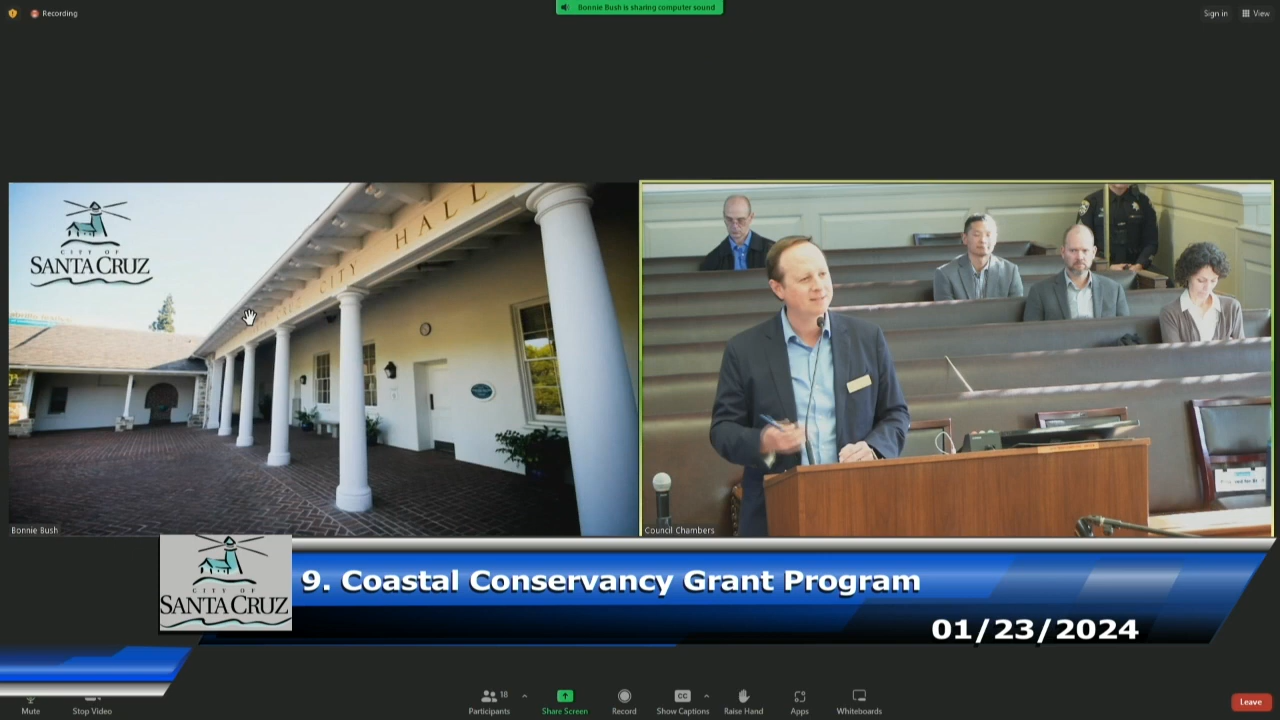 Recording
Bonnie Bush is sharing computer sound
Sign in
View
CITY OF
SANTA CRUZ
CITY HALL
Bonnie Bush
Council Chambers
CITY OF
SANTA CRUZ
9. Coastal Conservancy Grant Program
01/23/2024
Mute
Stop Video
Participants
18
Share Screen
CC
Record
Show Captions
Raise Hand
Apps
Whiteboards
Leave